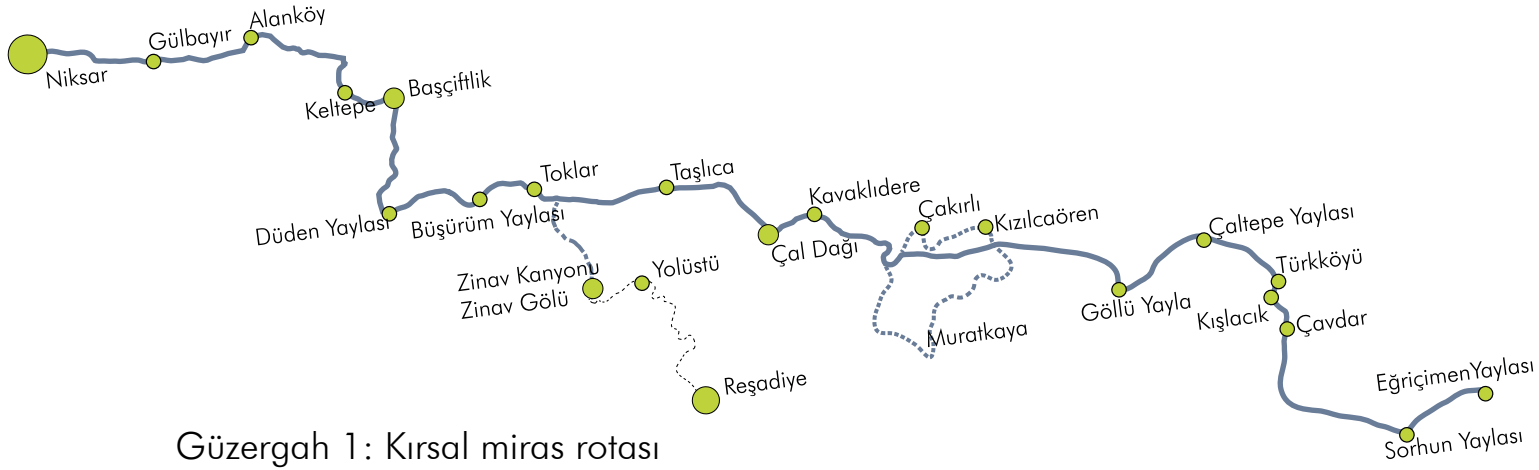 Niksar
Gülbayır
Alanköy
Keltepe
Başçiftlik
Düden Yaylası
Büşürüm Yaylası
Toklar
Taşlıca
Zinav Kanyonu
Zinav Gölü
Yolüstü
Reşadiye
Çal Dağı
Kavaklıdere
Çakırlı
Kızılcaören
Muratkaya
Göllü Yayla
Çaltepe Yaylası
Türkköyü
Kışlacık
Çavdar
EğriçimenYaylası
Sorhun Yaylası
Güzergah 1: Kırsal miras rotası